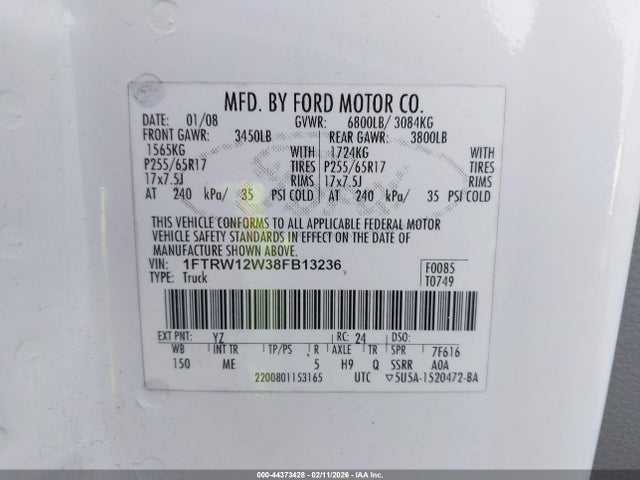 MFD. BY FORD MOTOR CO.
DATE: 01/08 GVWR: 6800LB/ 3084KG
FRONT GAWR: 3450LB REAR GAWR: 3800LB
1565KG WITH 1724KG WITH
P255/65R17 TIRES P255/65R17 TIRES
17x7.5J RIMS 17x7.5J RIMS
AT 240 kPa/ 35 PSI COLD AT 240 kPa/ 35 PSI COLD
THIS VEHICLE CONFORMS TO ALL APPLICABLE FEDERAL MOTOR
VEHICLE SAFETY STANDARDS IN EFFECT ON THE DATE OF
MANUFACTURE SHOWN ABOVE.
VIN: 1FTRW12W38FB13236
TYPE: Truck
F0085
T0749
EXT PNT: YZ RC: 24 DSO:
WB INT TR TP/PS R AXLE TR SPR 7F616
150 ME 5 H9 Q SSRR A0A
2200801153165 UTC ▽5U5A-1520472-BA
000-44373428 - 02/11/2026 - IAA Inc.